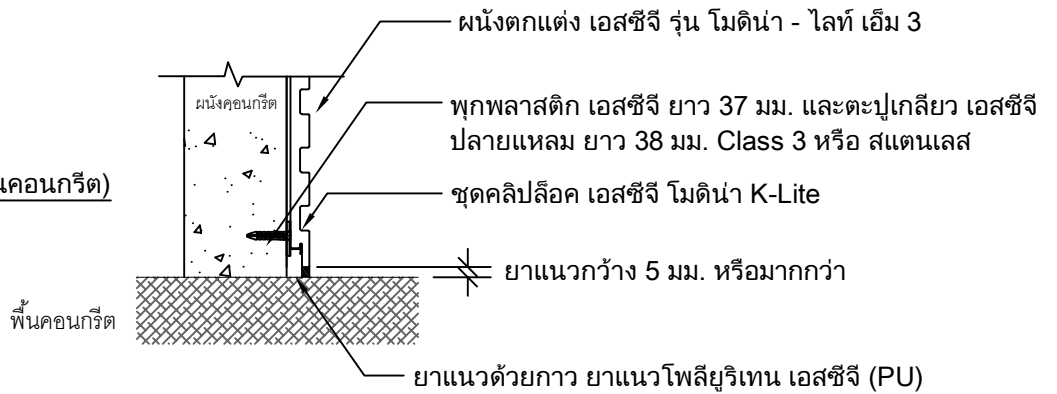 ผนังตกแต่ง เอสซีจี รุ่น โมดิน่า - ไลท์ เอ็ม 3
ผนังคอนกรีต
พุกพลาสติก เอสซีจี ยาว 37 มม. และตะปูเกลียว เอสซีจี
ปลายแหลม ยาว 38 มม. Class 3 หรือ สแตนเลส
นคอนกรีต)
ชุดคลิปล็อค เอสซีจี โมดิน่า K-Lite
ยาแนวกว้าง 5 มม. หรือมากกว่า
พื้นคอนกรีต
ยาแนวด้วยกาว ยาแนวโพลียูริเทน เอสซีจี (PU)